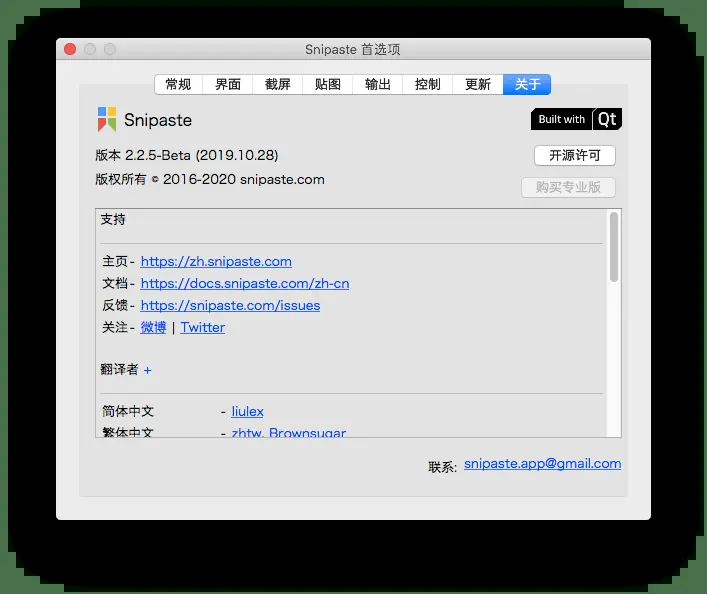 Snipaste 首选项
常规 界面 截屏 贴图 输出 控制 更新 关于
Snipaste
Built with Qt
版本 2.2.5-Beta (2019.10.28)
开源许可
版权所有 © 2016-2020 snipaste.com
购买专业版
支持
主页- https://zh.snipaste.com
文档- https://docs.snipaste.com/zh-cn
反馈- https://snipaste.com/issues
关注- 微博 | Twitter
翻译者 +
简体中文 - liulex
繁体中文 - zhtw, Brownsugar
联系: snipaste.app@gmail.com